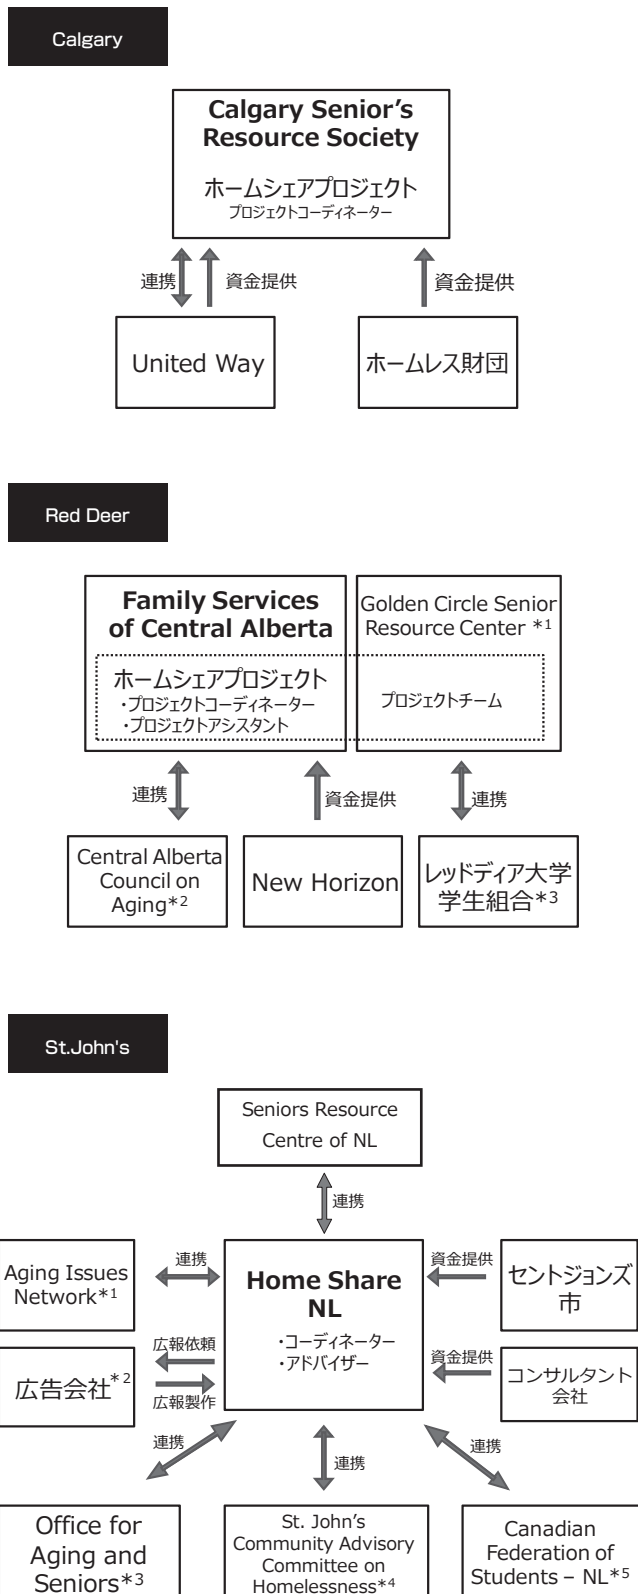 Calgary
Calgary Senior’s
Resource Society
ホームシェアプロジェクト
プロジェクトコーディネーター
連携
資金提供
資金提供
United Way
ホームレス財団
Red Deer
Family Services
of Central Alberta
Golden Circle Senior
Resource Center *1
ホームシェアプロジェクト
・プロジェクトコーディネーター
・プロジェクトアシスタント
プロジェクトチーム
連携
資金提供
連携
Central Alberta
Council on
Aging*2
New Horizon
レッドディア大学
学生組合*3
St.John's
Seniors Resource
Centre of NL
連携
Aging Issues
Network*1
連携
Home Share
NL
・コーディネーター
・アドバイザー
資金提供
セントジョンズ
市
広告会社*2
広報依頼
広報製作
資金提供
コンサルタント
会社
連携
連携
連携
Office for
Aging and
Seniors*3
St. John’s
Community Advisory
Committee on
Homelessness*4
Canadian
Federation of
Students – NL*5